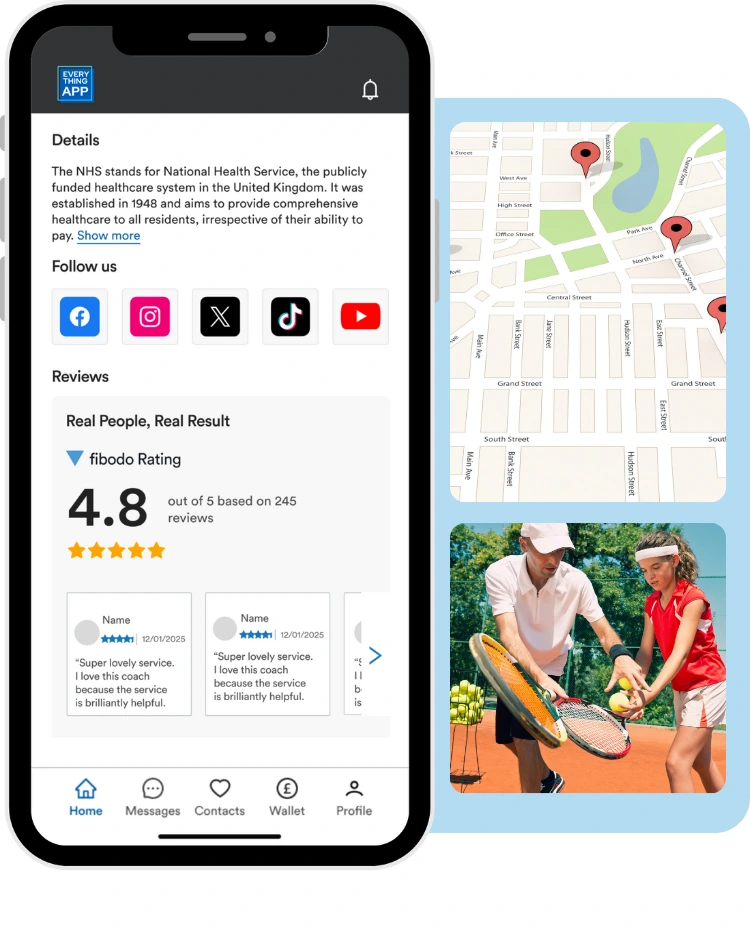 EVERY
THING
APP
Details
The NHS stands for National Health Service, the publicly
funded healthcare system in the United Kingdom. It was
established in 1948 and aims to provide comprehensive
healthcare to all residents, irrespective of their ability to
pay. Show more
Follow us
Reviews
Real People, Real Result
fibodo Rating
4.8
out of 5 based on 245
reviews
Name
12/01/2025
"Super lovely service.
I love this coach
because the service
is brilliantly helpful.
Name
12/01/2025
"Super lovely service.
I love this coach
because the service
is brilliantly helpful.
Home
Messages
Contacts
Wallet
Profile
Main Ave
Hudson Street
Channel Street
West Ave
High Street
Office Street
Park Ave
North Ave
Channel Street
Central Street
Main Ave
Bank Street
Jane Street
Hudson Street
East Street
Grand Street
Grand Street
East Street
South Street
Main Ave
Bank Street
Hudson Street